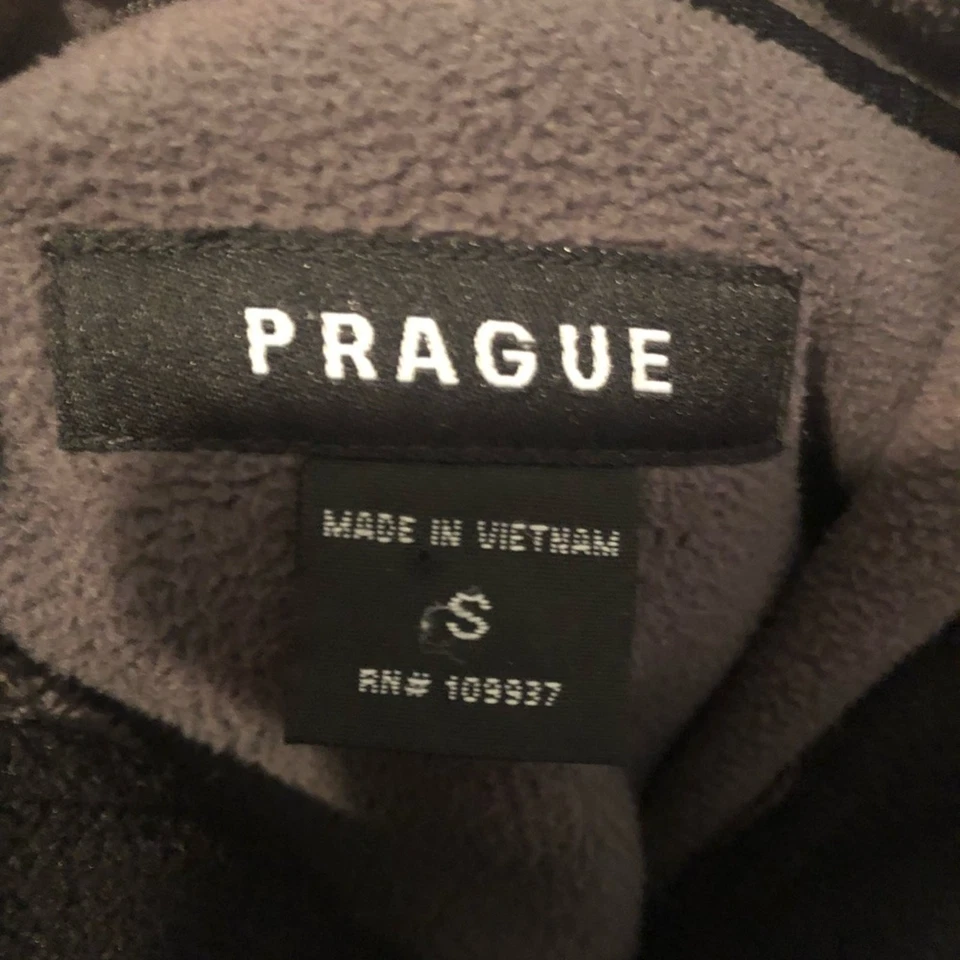 PRAGUE
MADE IN VIETNAM
S
RN# 109937